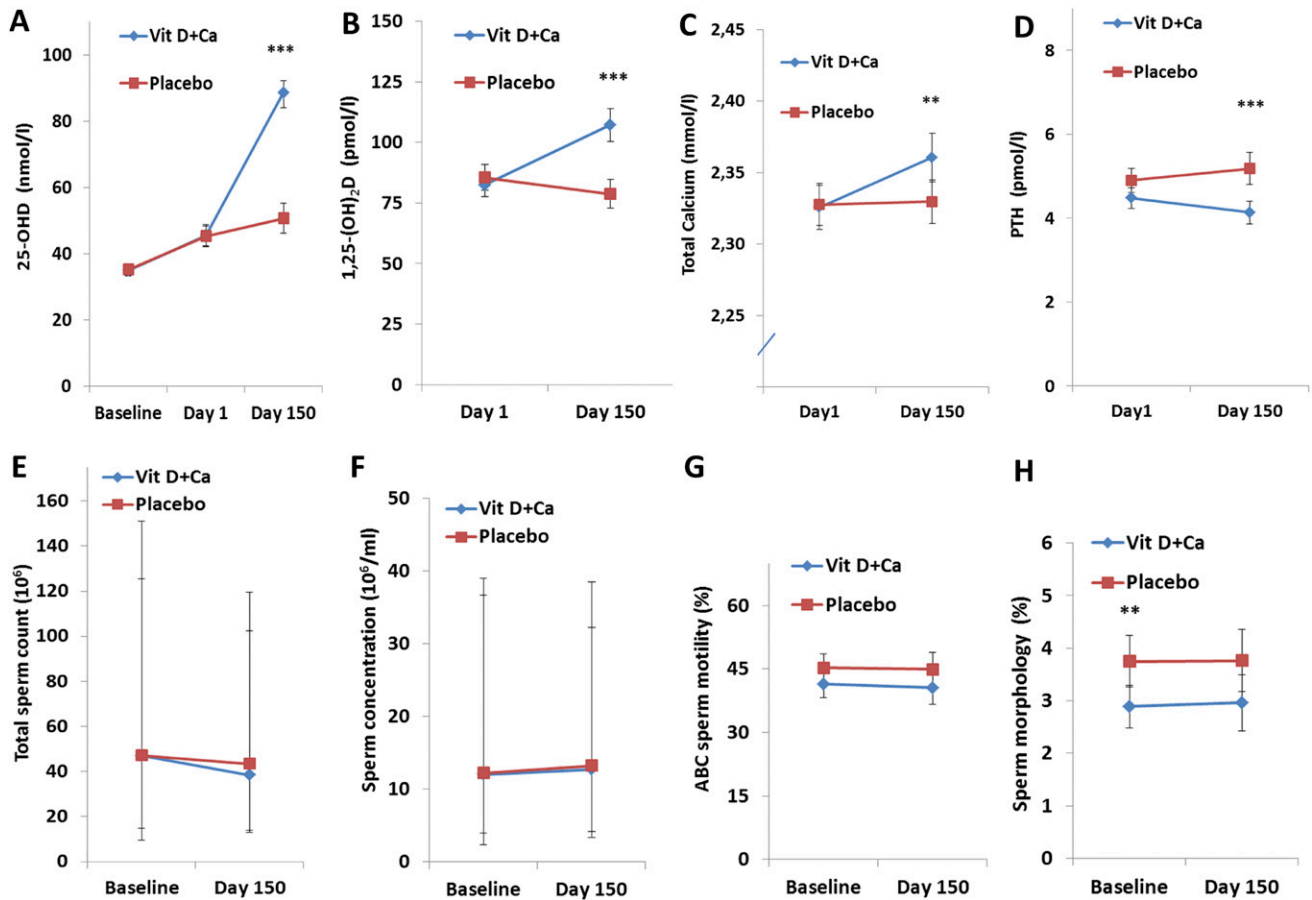 A
Vit D+Ca
Placebo
***
25-OHD (nmol/l)
100
80
60
40
20
0
Baseline Day 1 Day 150
B
Vit D+Ca
Placebo
***
1,25-(OH)₂D (pmol/l)
150
125
100
75
50
25
0
Day 1 Day 150
C
Vit D+Ca
Placebo
**
Total Calcium (mmol/l)
2,45
2,40
2,35
2,30
2,25
Day1 Day 150
D
Vit D+Ca
Placebo
***
PTH (pmol/l)
8
6
4
2
0
Day1 Day 150
E
Vit D+Ca
Placebo
Total sperm count (10⁶)
160
140
120
100
80
60
40
20
0
Baseline Day 150
F
Vit D+Ca
Placebo
Sperm concentration (10⁶/ml)
50
40
30
20
10
0
Baseline Day 150
G
Vit D+Ca
Placebo
ABC sperm motility (%)
60
45
30
15
0
Baseline Day 150
H
Vit D+Ca
Placebo
**
Sperm morphology (%)
6
5
4
3
2
1
0
Baseline Day 150